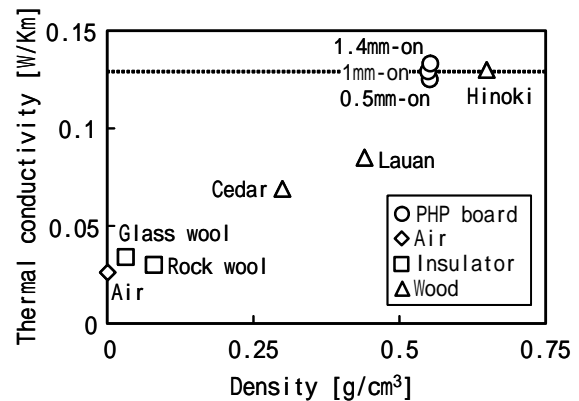 Thermal conductivity [W/Km]
0.15
0.1
0.05
0
1.4mm-on
1mm-on
0.5mm-on
Hinoki
Lauan
Cedar
Glass wool
Rock wool
Air
PHP board
Air
Insulator
Wood
0
0.25
0.5
0.75
Density [g/cm³]